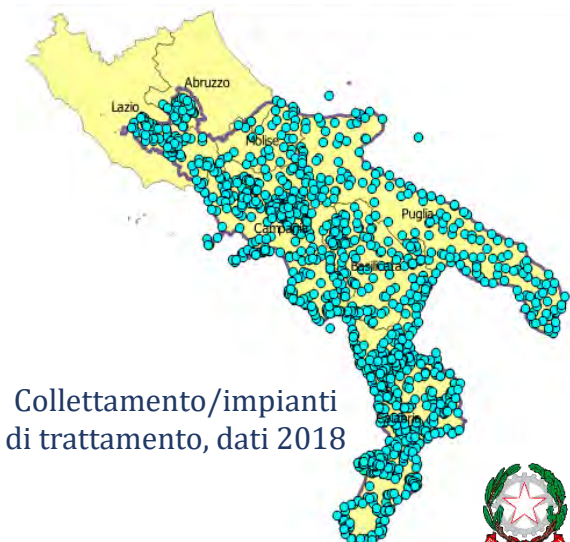 Abruzzo
Lazio
Molise
Puglia
Campania
Basilicata
Calabria
Collettamento/impianti
di trattamento, dati 2018